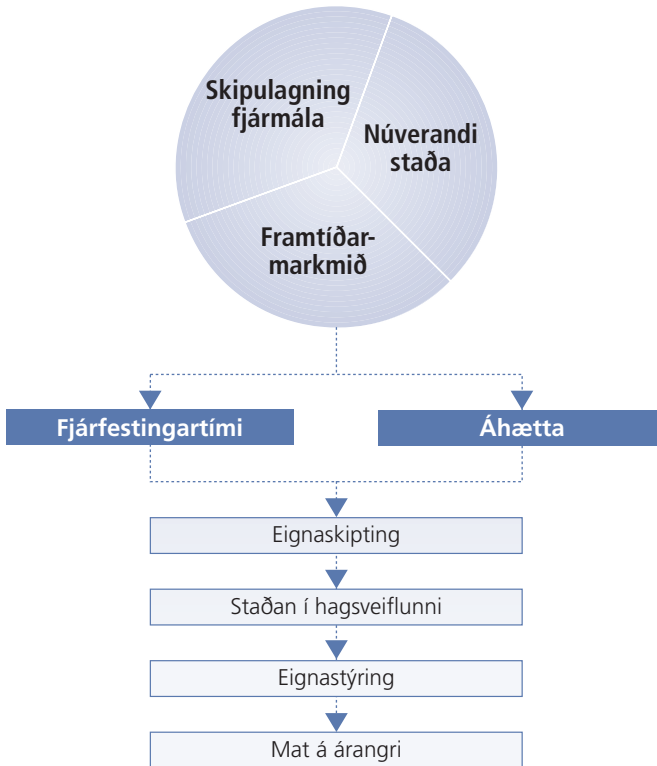 Skipulagning
fjármála
Núverandi
staða
Framtíðar-
markmið
Fjárfestingartími
Áhætta
Eignaskipting
Staðan í hagsveiflunni
Eignastýring
Mat á árangri